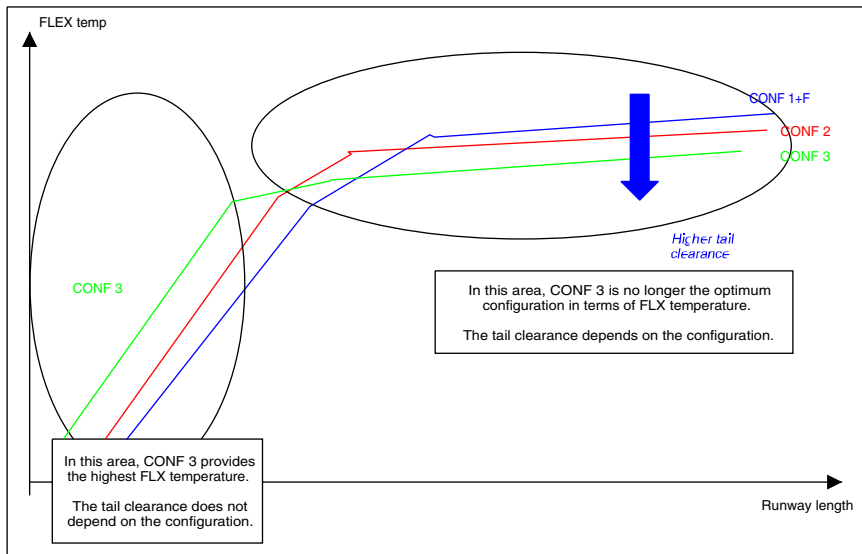 FLEX temp
CONF 1+F
CONF 2
CONF 3
Higher tail
clearance
CONF 3
In this area, CONF 3 is no longer the optimum
configuration in terms of FLX temperature.
The tail clearance depends on the configuration.
In this area, CONF 3 provides
the highest FLX temperature.
The tail clearance does not
depend on the configuration.
Runway length